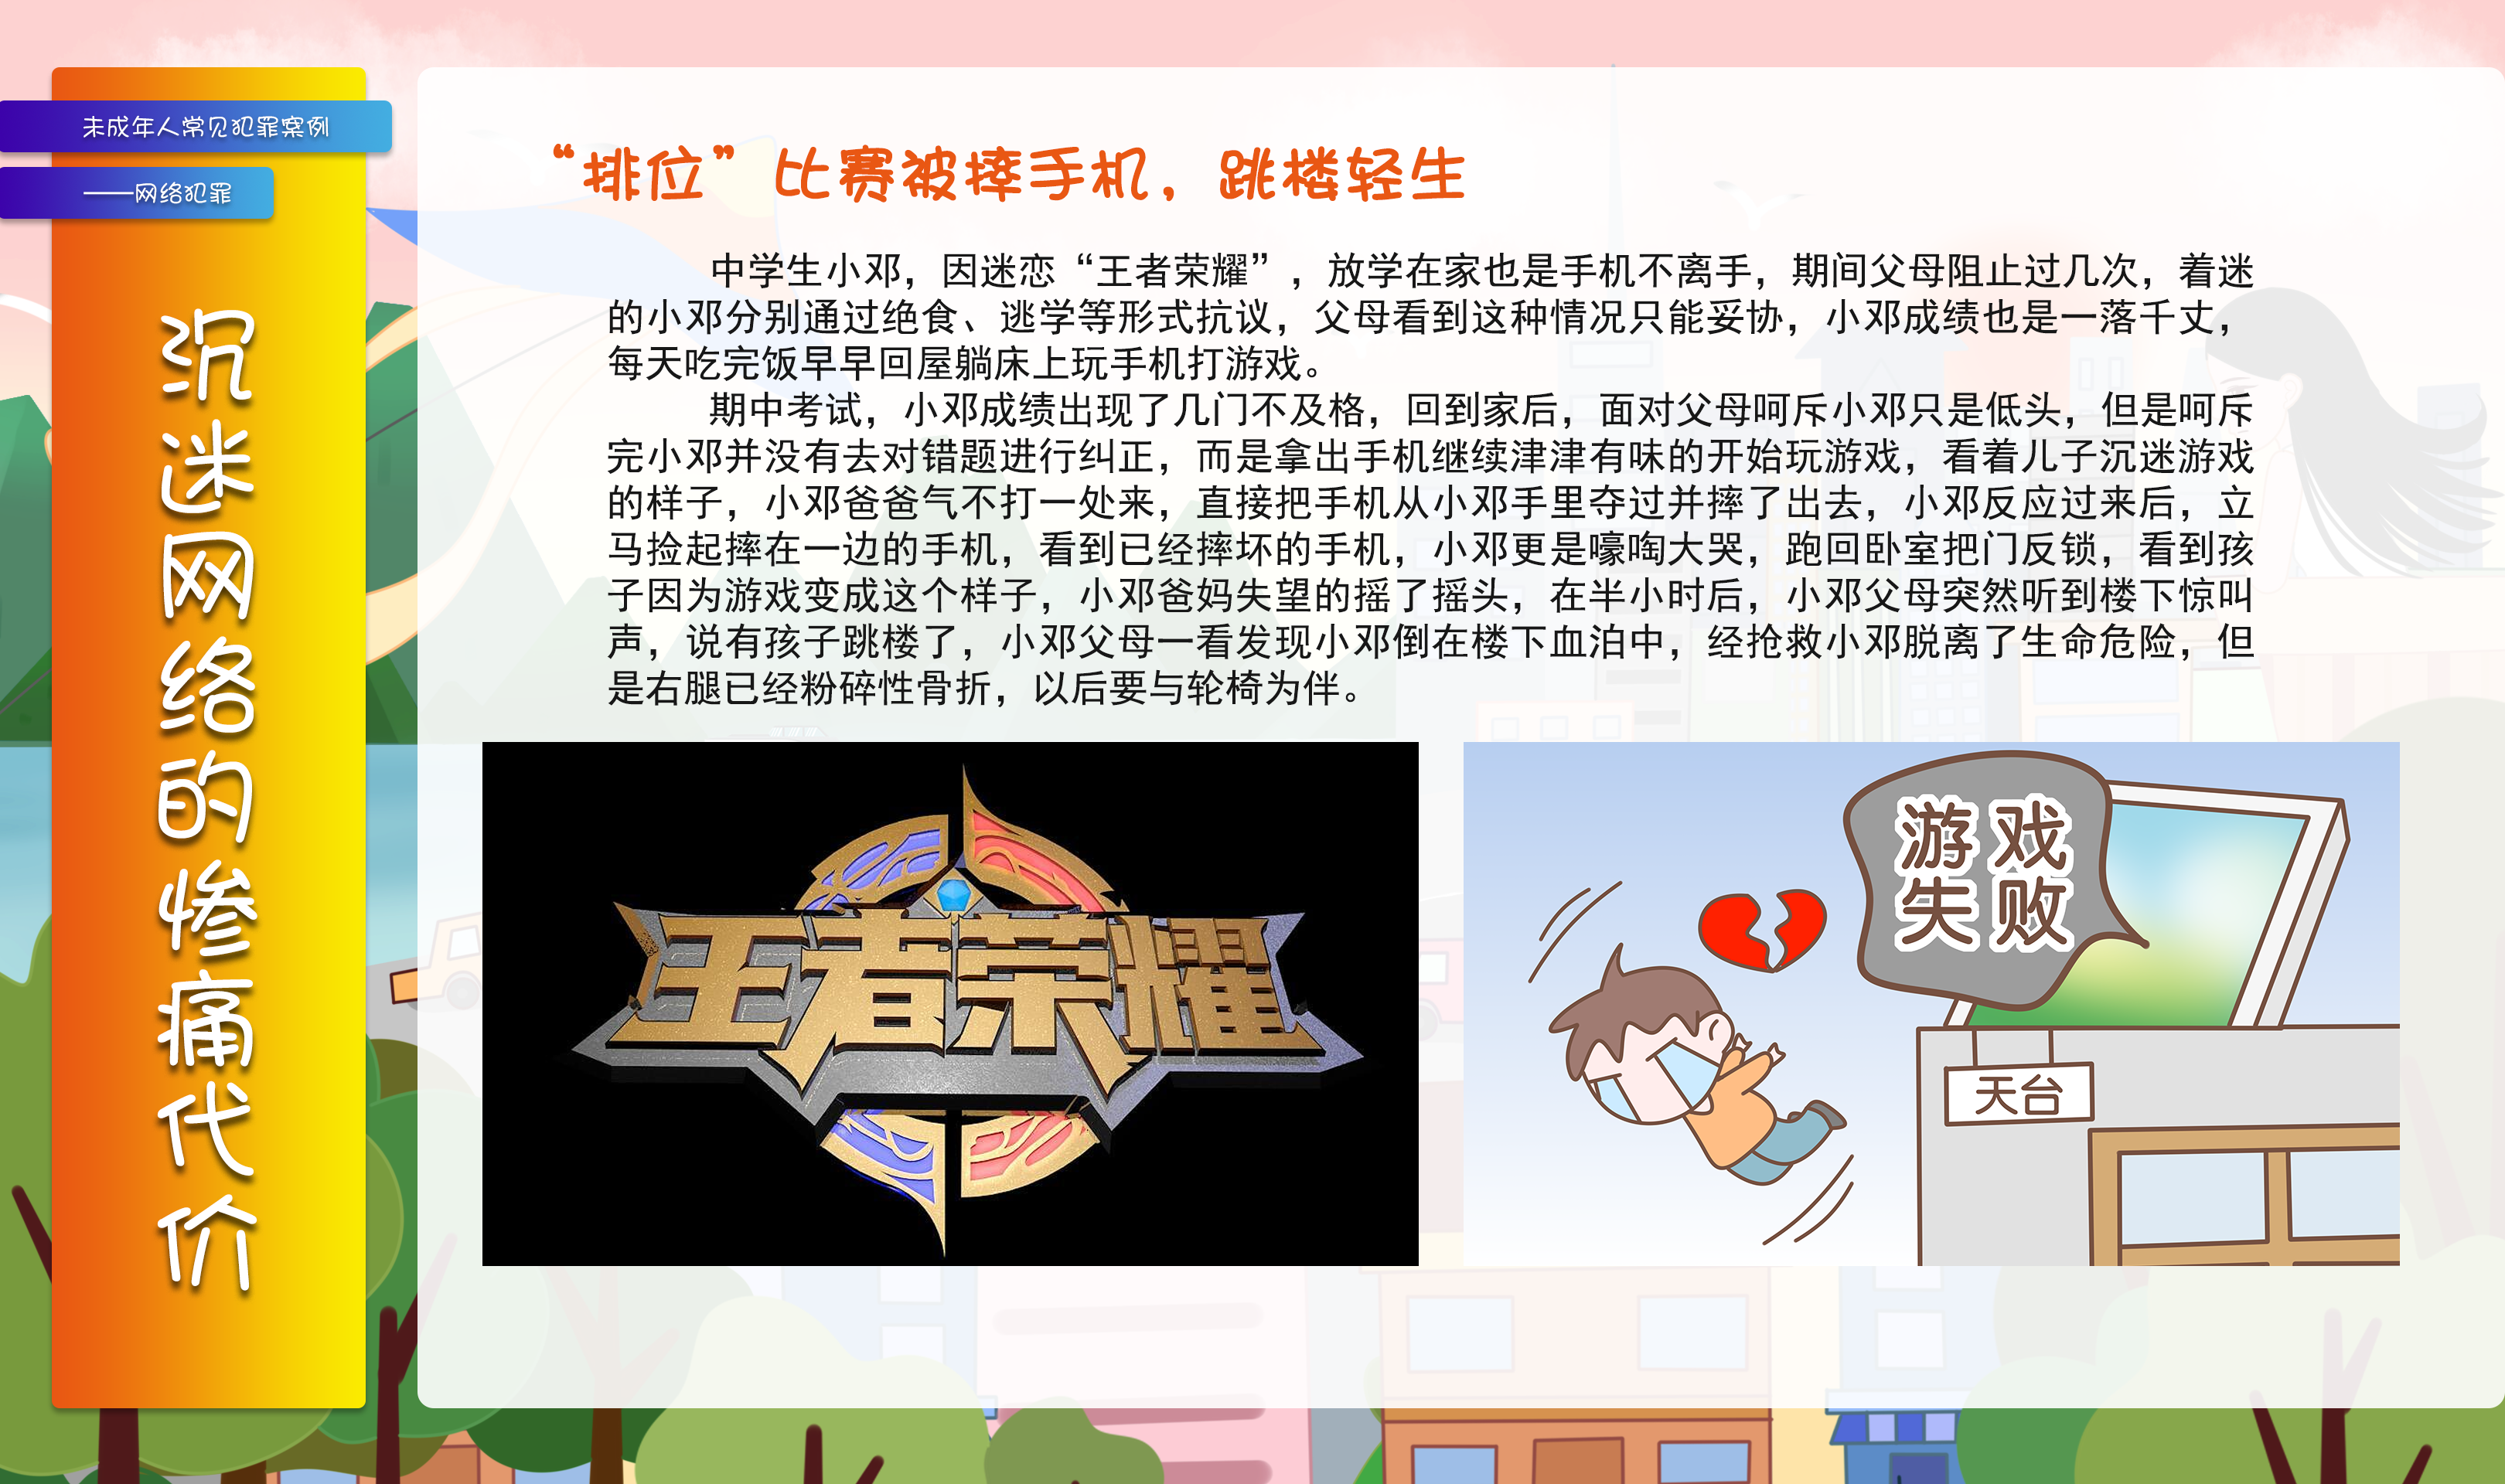 未成年人常见犯罪案例
——网络犯罪
沉迷网络的惨痛代价
“排位”比赛被摔手机，跳楼轻生
中学生小邓，因迷恋“王者荣耀”，放学在家也是手机不离手，期间父母阻止过几次，着迷
的小邓分别通过绝食、逃学等形式抗议，父母看到这种情况只能妥协，小邓成绩也是一落千丈，
每天吃完饭早早回屋躺床上玩手机打游戏。
期中考试，小邓成绩出现了几门不及格，回到家后，面对父母呵斥小邓只是低头，但是呵斥
完小邓并没有去对错题进行纠正，而是拿出手机继续津津有味的开始玩游戏，看着儿子沉迷游戏
的样子，小邓爸爸气不打一处来，直接把手机从小邓手里夺过并摔了出去，小邓反应过来后，立
马捡起摔在一边的手机，看到已经摔坏的手机，小邓更是嚎啕大哭，跑回卧室把门反锁，看到孩
子因为游戏变成这个样子，小邓爸妈失望的摇了摇头，在半小时后，小邓父母突然听到楼下惊叫
声，说有孩子跳楼了，小邓父母一看发现小邓倒在楼下血泊中，经抢救小邓脱离了生命危险，但
是右腿已经粉碎性骨折，以后要与轮椅为伴。
王者荣耀
游戏
失败
天台